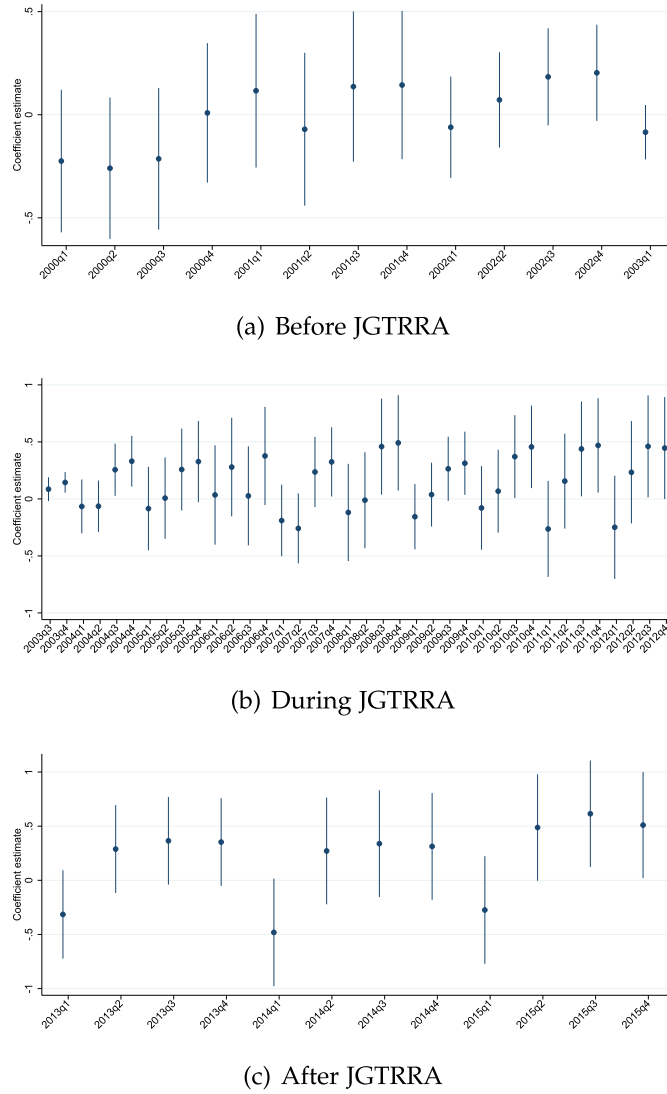 Coefficient estimate
.5
0
-.5
2000q1 2000q2 2000q3 2000q4 2001q1 2001q2 2001q3 2001q4 2002q1 2002q2 2002q3 2002q4 2003q1
(a) Before JGTRRA
Coefficient estimate
1
.5
0
-.5
-1
2003q3 2003q4 2004q1 2004q2 2004q3 2004q4 2005q1 2005q2 2005q3 2005q4 2006q1 2006q2 2006q3 2006q4 2007q1 2007q2 2007q3 2007q4 2008q1 2008q2 2008q3 2008q4 2009q1 2009q2 2009q3 2009q4 2010q1 2010q2 2010q3 2010q4 2011q1 2011q2 2011q3 2011q4 2012q1 2012q2 2012q3 2012q4
(b) During JGTRRA
Coefficient estimate
1
.5
0
-.5
-1
2013q1 2013q2 2013q3 2013q4 2014q1 2014q2 2014q3 2014q4 2015q1 2015q2 2015q3 2015q4
(c) After JGTRRA